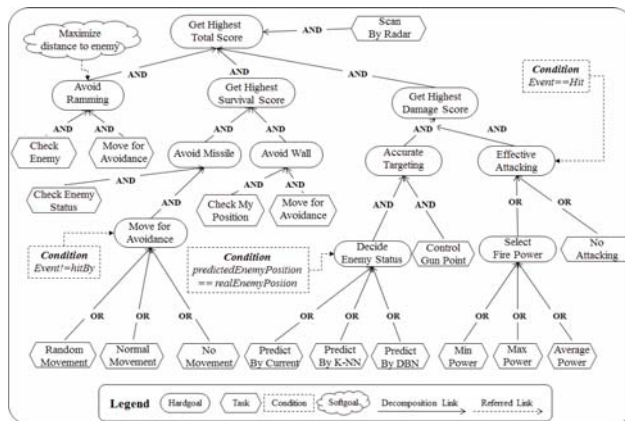 Get Highest
Total Score
Scan
By Radar
Maximize
distance to enemy
AND
AND
AND
AND
AND
Condition
Event==Hit
Avoid
Ramming
Get Highest
Survival Score
Get Highest
Damage Score
AND
AND
AND
AND
AND
AND
Check
Enemy
Move for
Avoidance
Avoid Missile
Avoid Wall
Accurate
Targeting
Effective
Attacking
AND
AND
AND
AND
AND
AND
OR
OR
Check Enemy
Status
Check My
Position
Move for
Avoidance
Move for
Avoidance
Condition
Event!=hitBy
Condition
predictedEnemyPosition
== realEnemyPosiion
Decide
Enemy Status
Control
Gun Point
Select
Fire Power
No
Attacking
OR
OR
OR
OR
OR
OR
OR
OR
OR
Random
Movement
Normal
Movement
No
Movement
Predict
By Current
Predict
By K-NN
Predict
By DBN
Min
Power
Max
Power
Average
Power
Legend
Hardgoal
Task
Condition
Softgoal
Decomposition Link
Referred Link